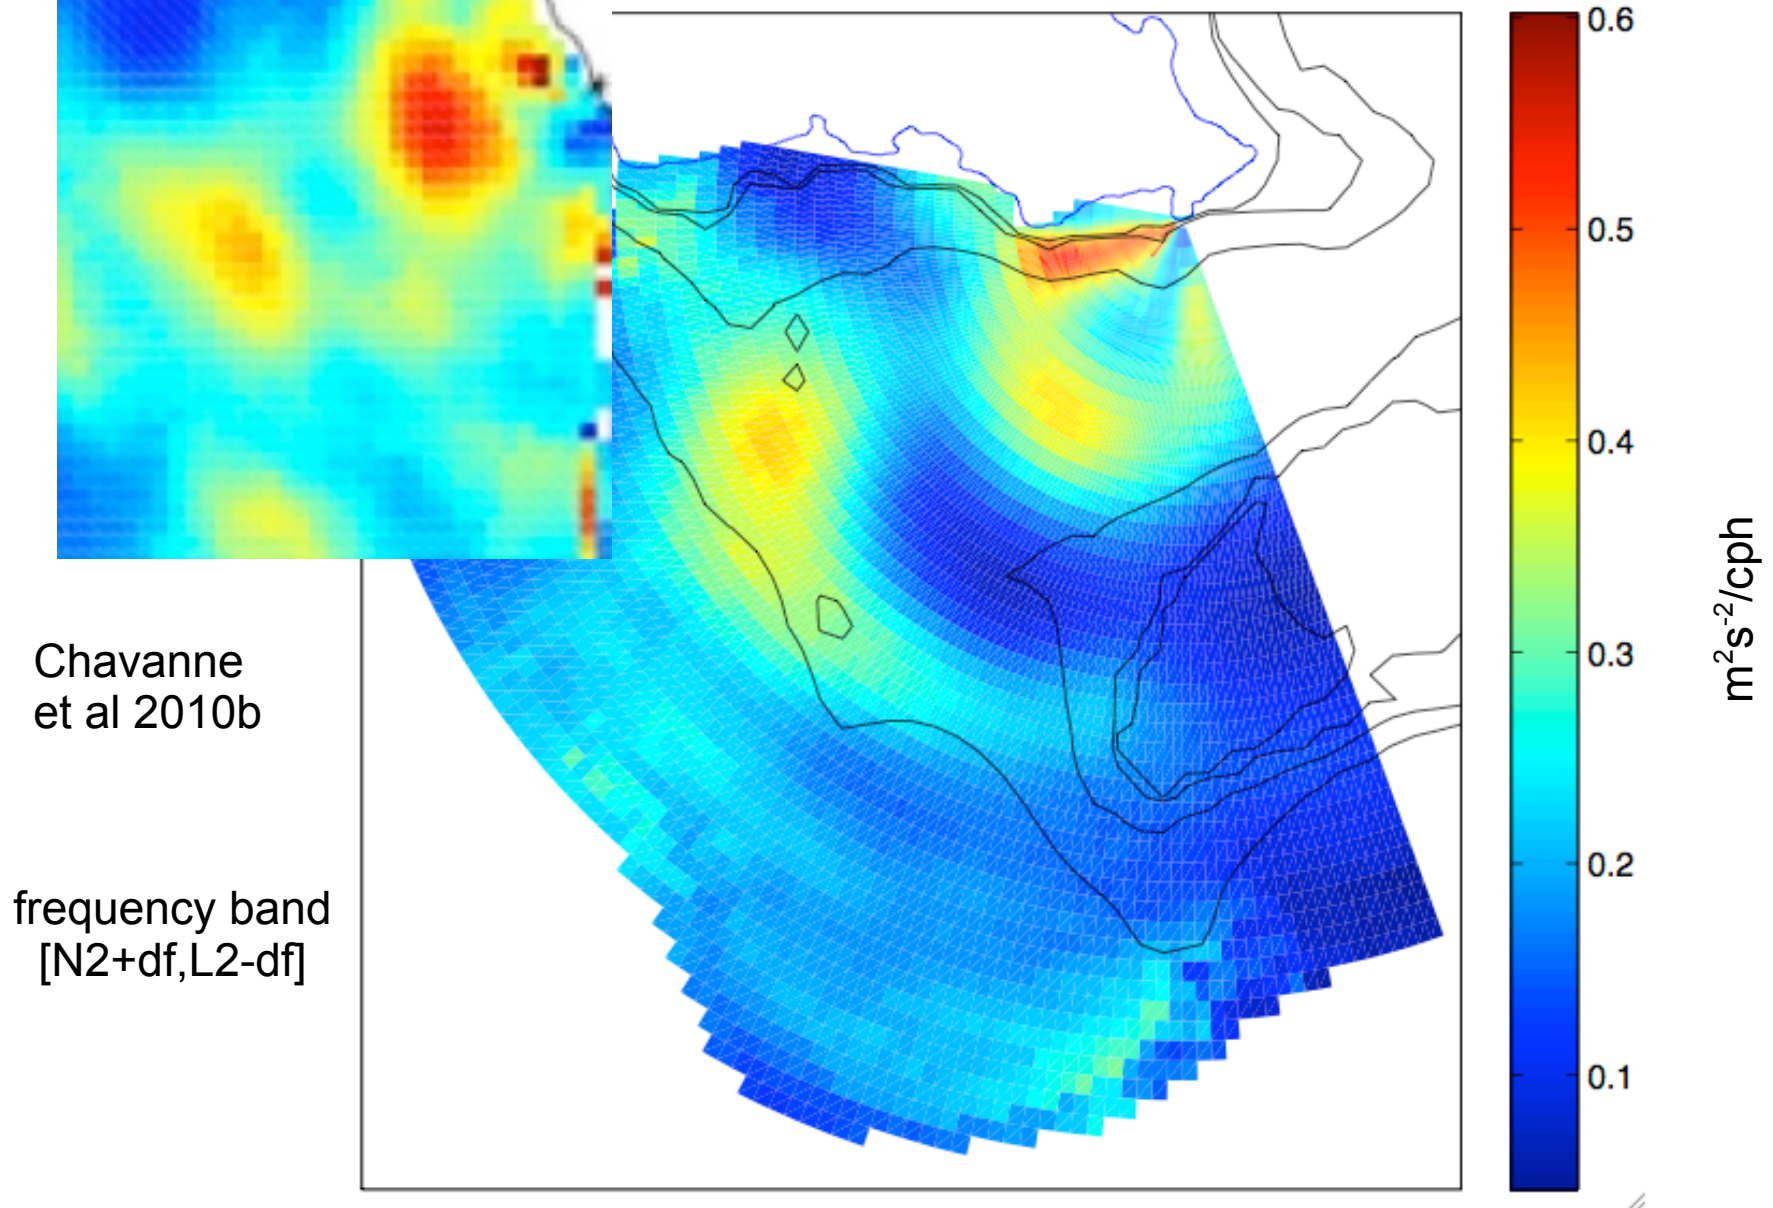 Chavanne
et al 2010b
frequency band
[N2+df,L2-df]
0.6
0.5
0.4
0.3
0.2
0.1
m²s⁻²/cph